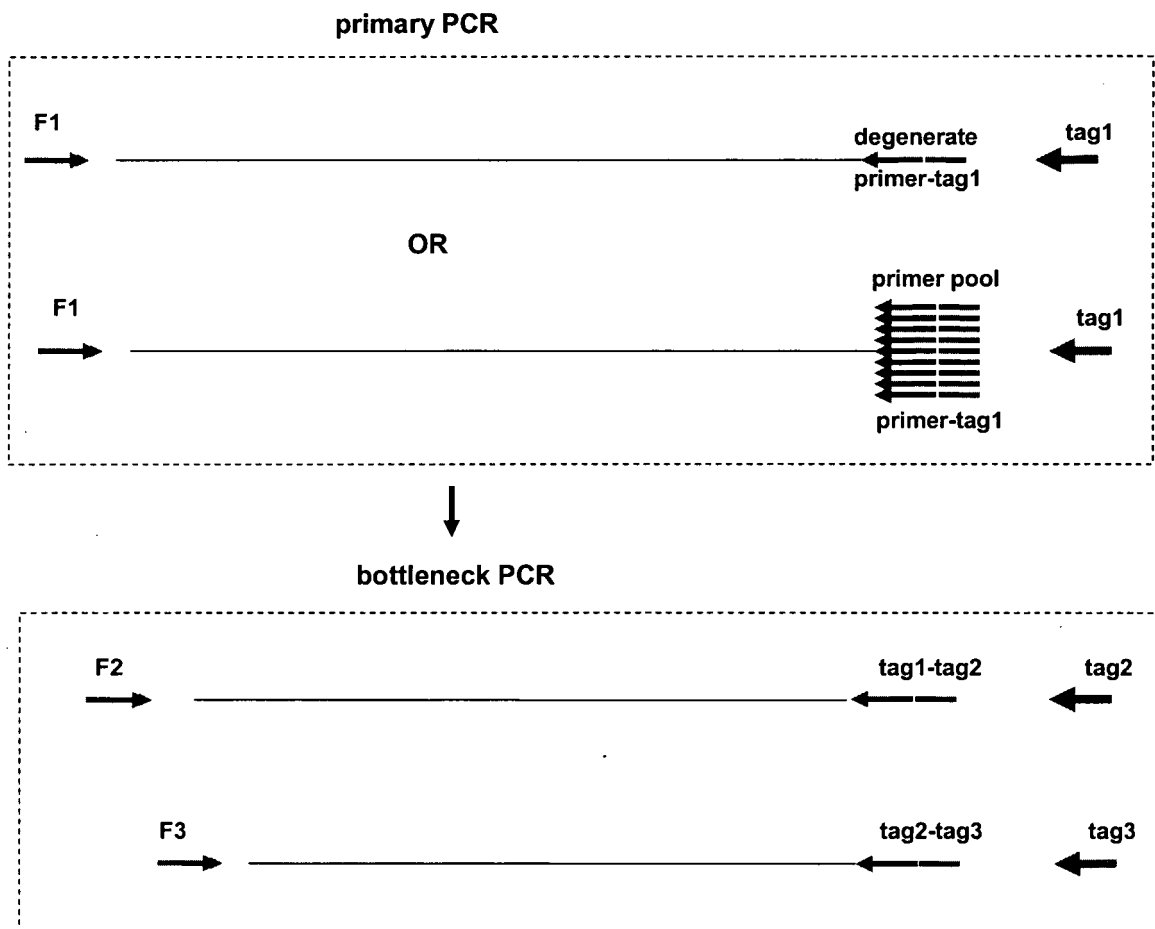 primary PCR
F1
degenerate
primer-tag1
tag1
OR
F1
primer pool
primer-tag1
tag1
bottleneck PCR
F2
tag1-tag2
tag2
F3
tag2-tag3
tag3